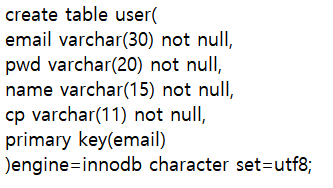 create table user(
email varchar(30) not null,
pwd varchar(20) not null,
name varchar(15) not null,
cp varchar(11) not null,
primary key(email)
)engine=innodb character set=utf8;